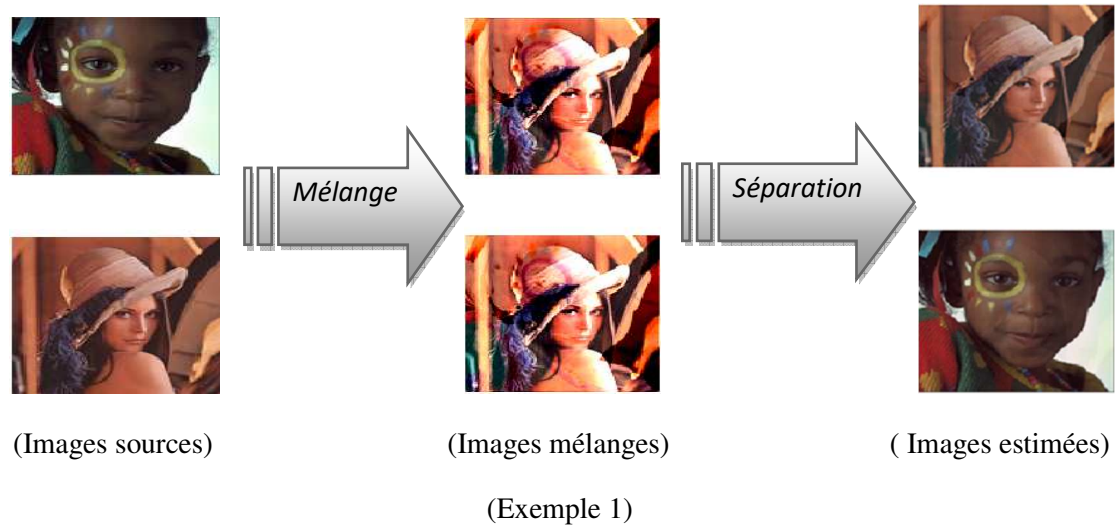 Mélange
Séparation
(Images sources)
(Images mélanges)
( Images estimées)
(Exemple 1)